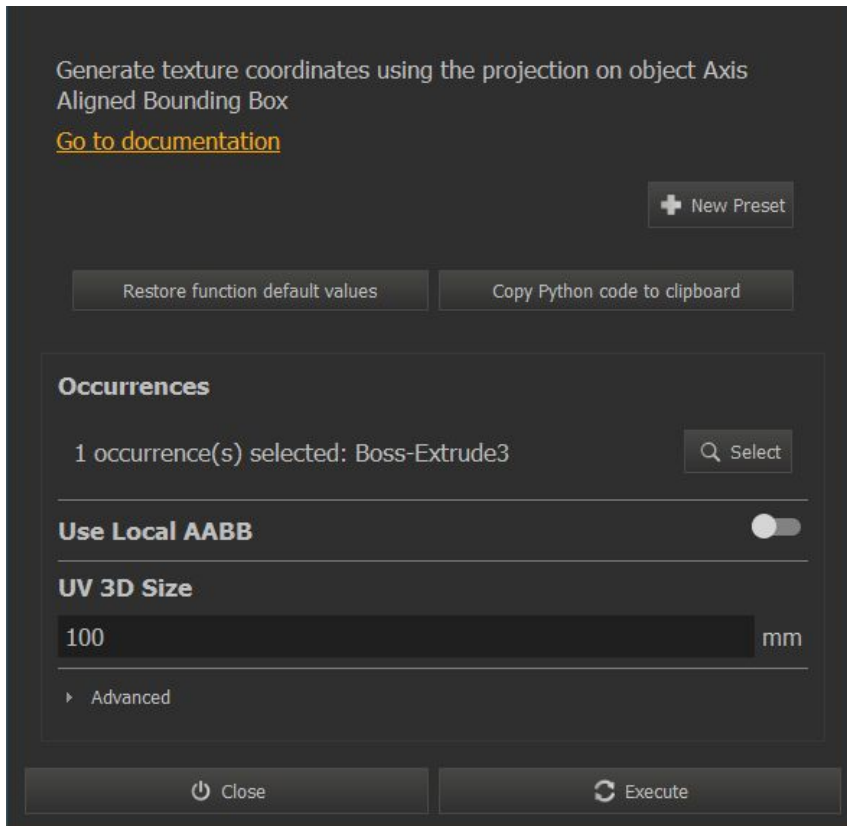 Generate texture coordinates using the projection on object Axis
Aligned Bounding Box
Go to documentation
New Preset
Restore function default values
Copy Python code to clipboard
Occurrences
1 occurrence(s) selected: Boss-Extrude3
Select
Use Local AABB
UV 3D Size
100
mm
Advanced
Close
Execute